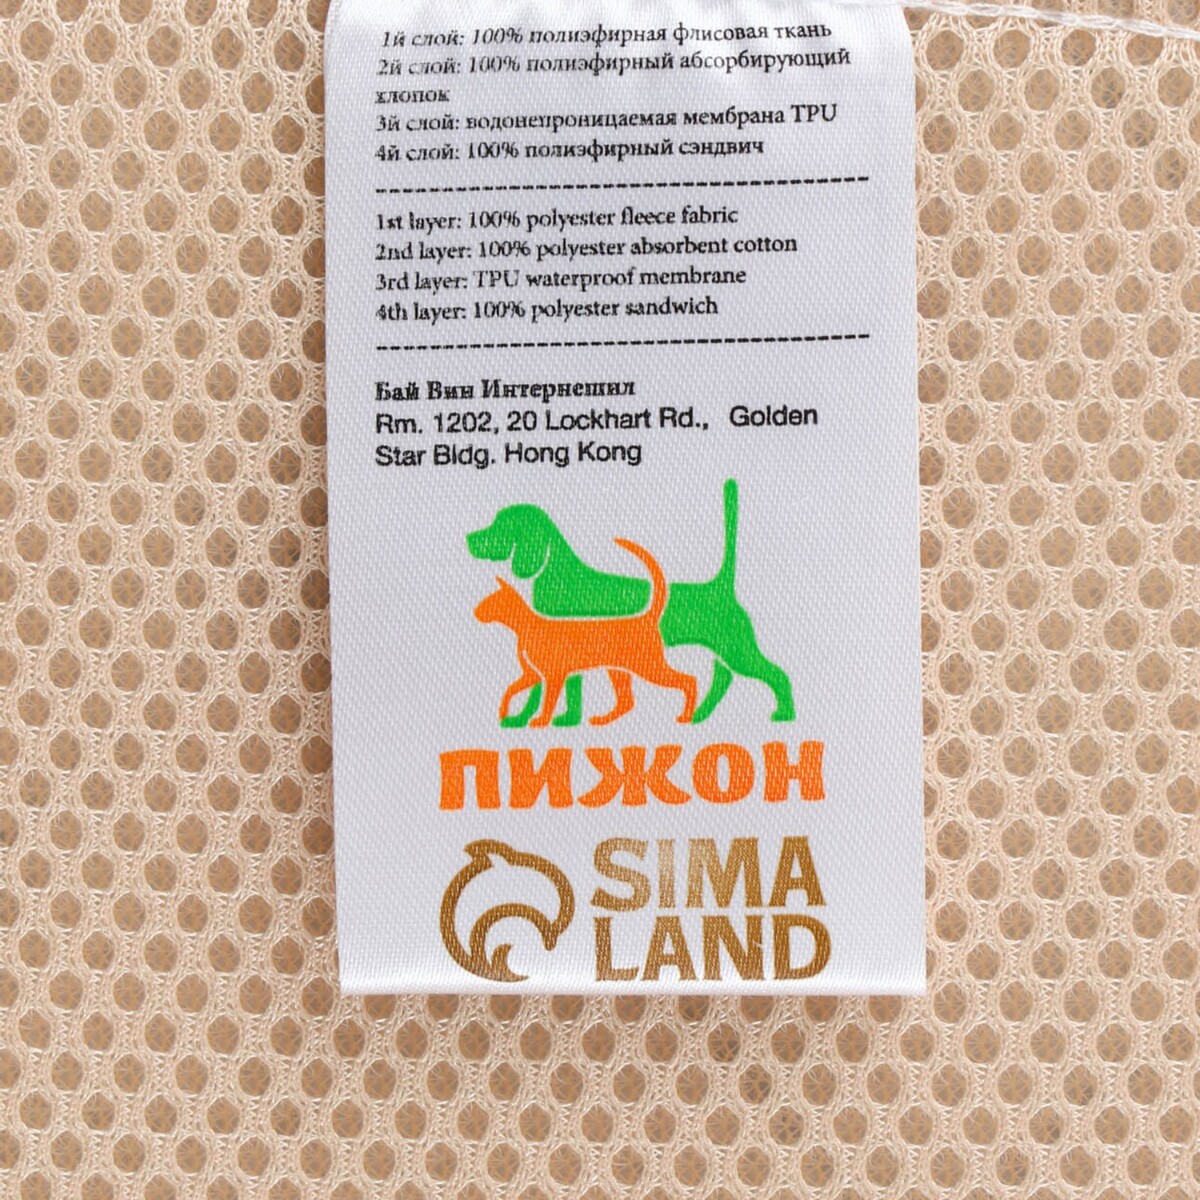 1й слой: 100% полиэфирная флисовая ткань
2й слой: 100% полиэфирный абсорбирующий
хлопок
3й слой: водонепроницаемая мембрана TPU
4й слой: 100% полиэфирный сэндвич
1st layer: 100% polyester fleece fabric
2nd layer: 100% polyester absorbent cotton
3rd layer: TPU waterproof membrane
4th layer: 100% polyester sandwich
Бай Вин Интернешнл
Rm. 1202, 20 Lockhart Rd., Golden
Star Bldg. Hong Kong
ПИЖОН
SIMA
LAND